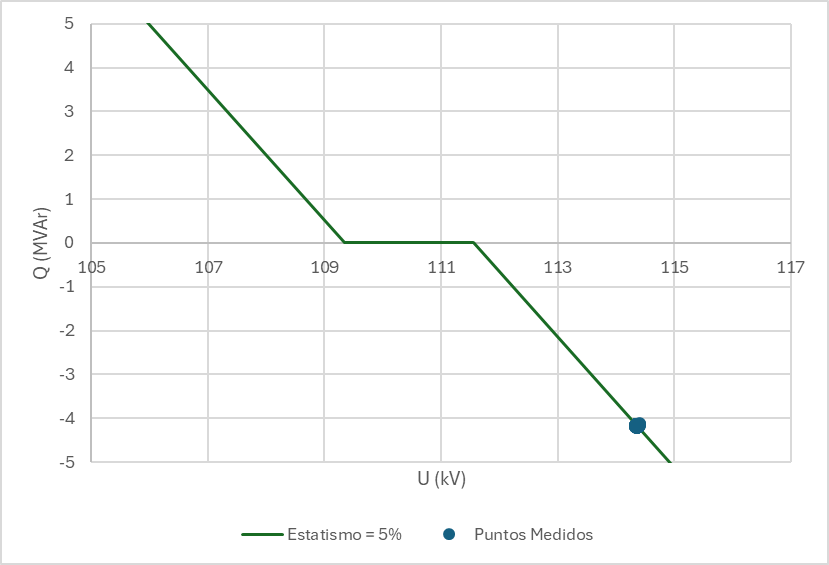 5
4
3
2
1
0
105 107 109 111 113 115 117
-1
-2
-3
-4
-5
Q (MVAr)
U (kV)
Estatismo = 5% Puntos Medidos